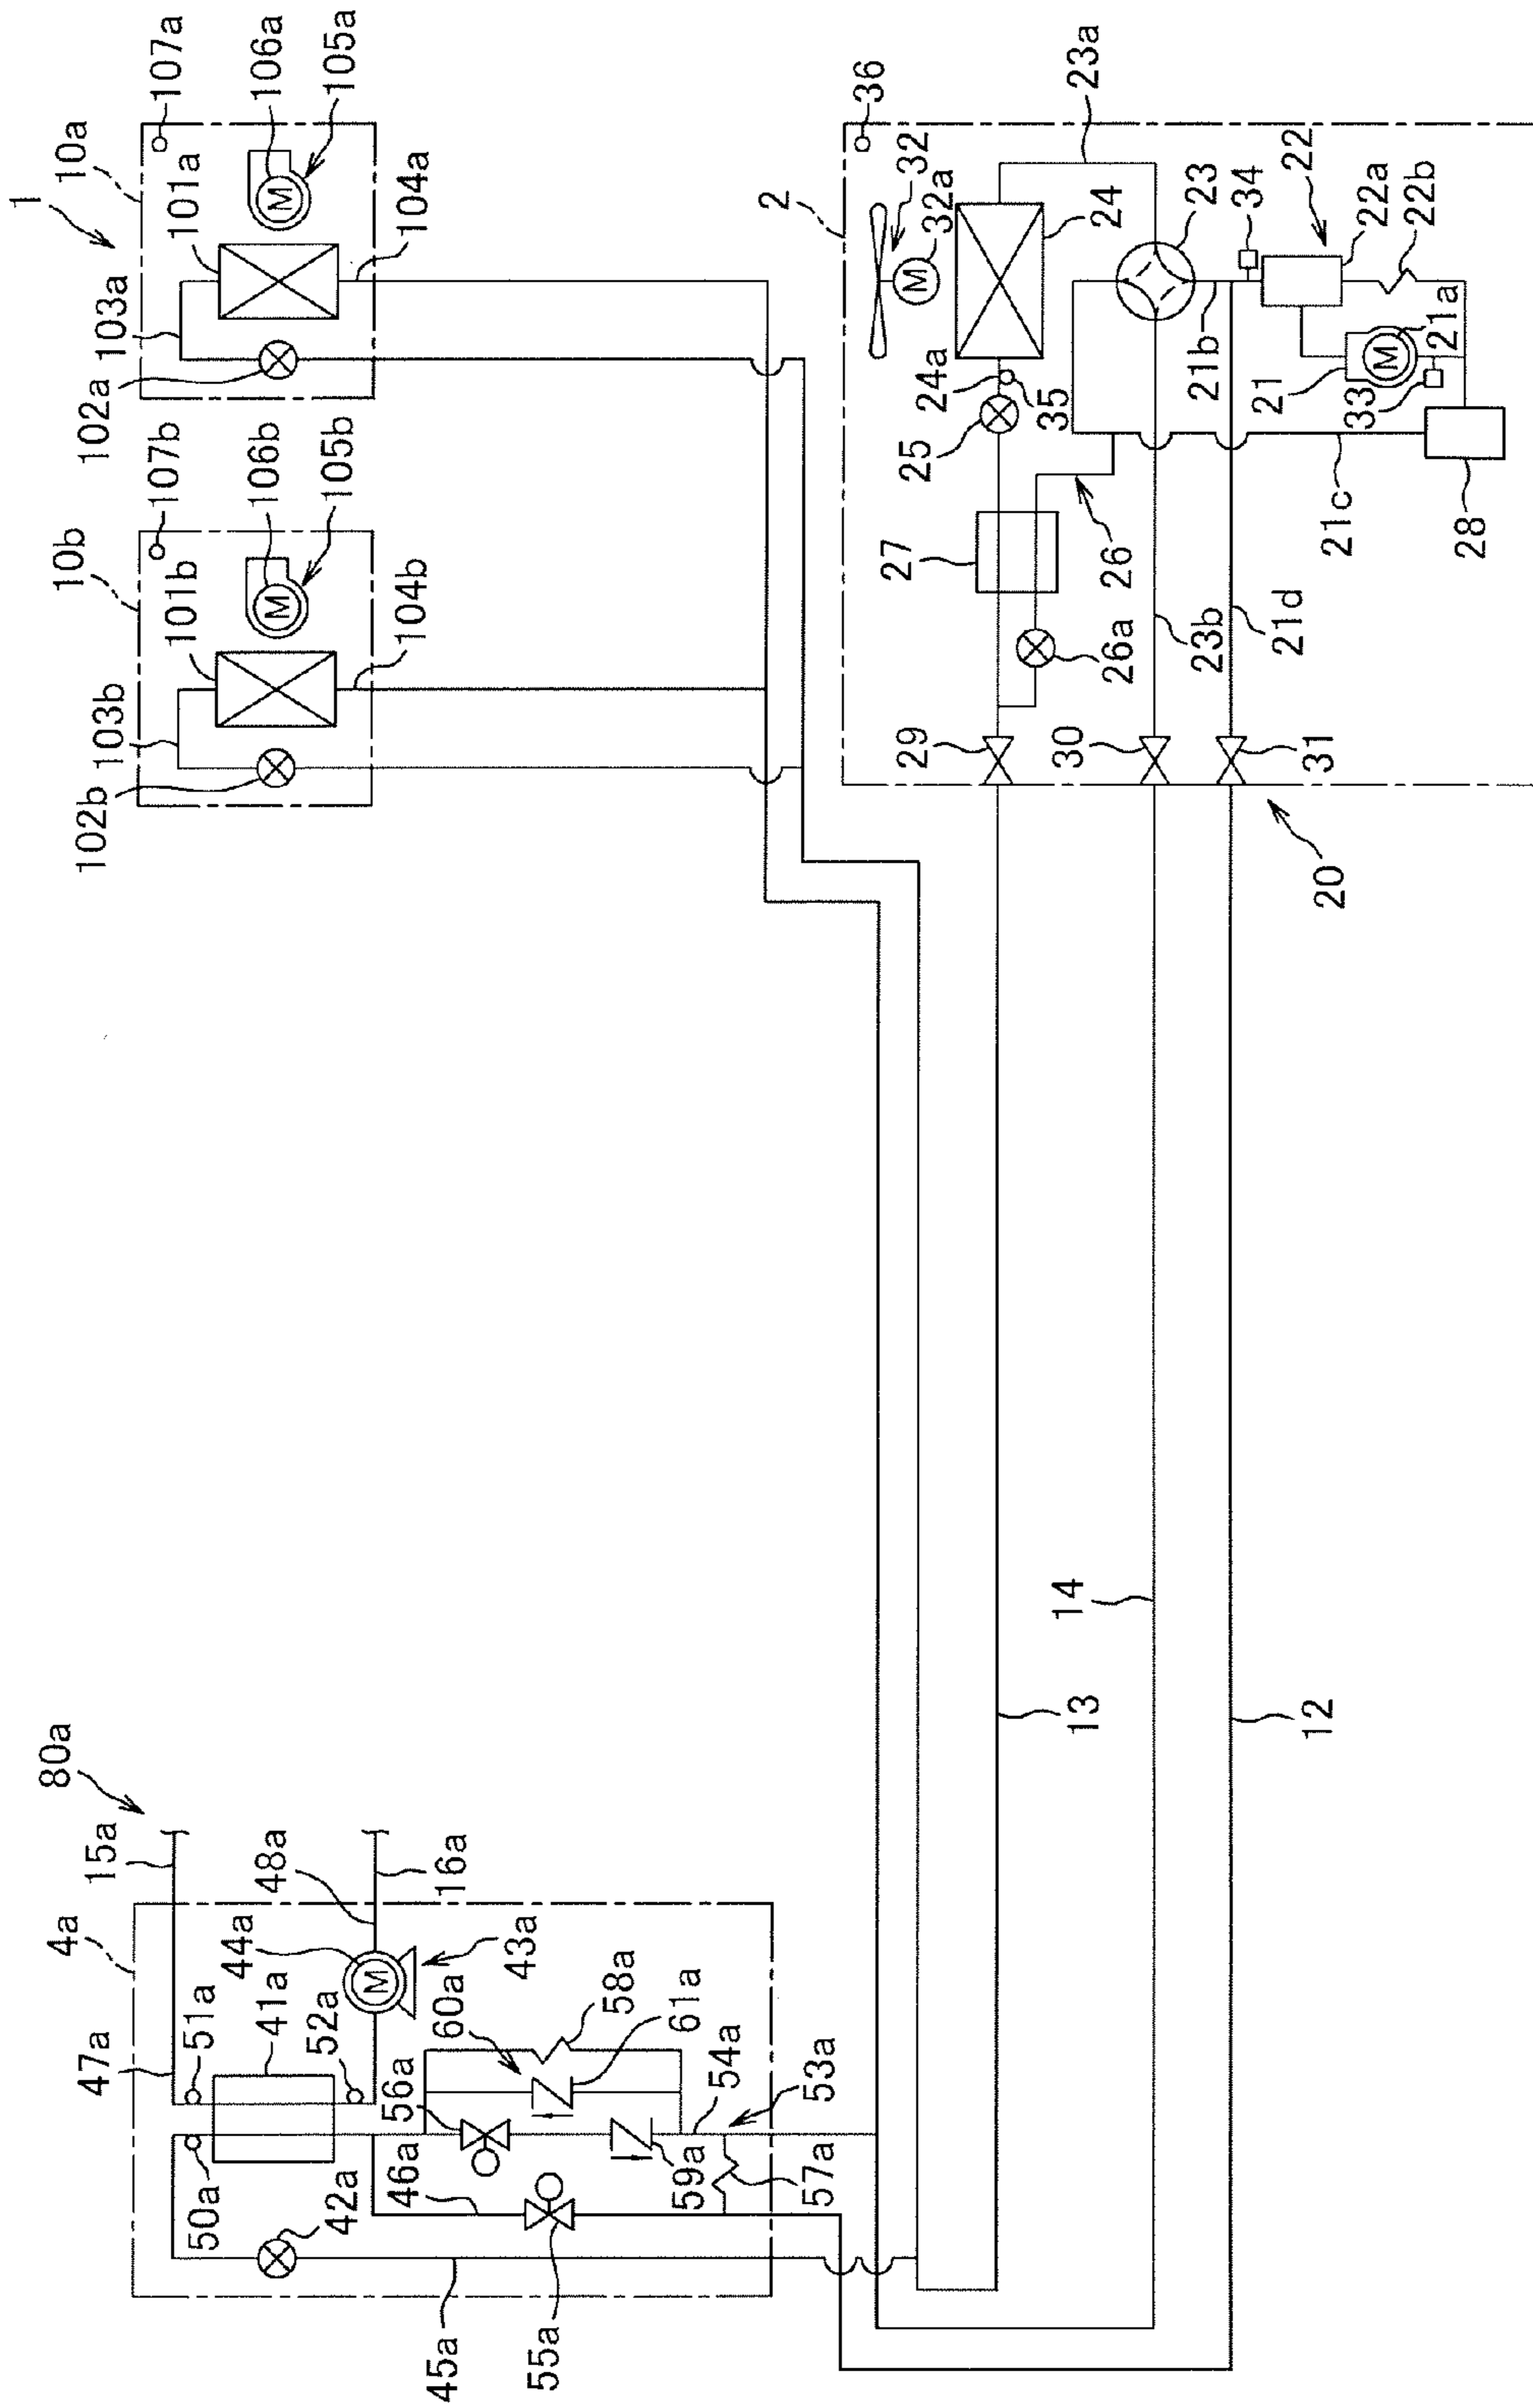 80a
15a
48a
16a
4a
44a
43a
47a
51a
41a
52a
60a
58a
61a
56a
54a
53a
50a
42a
46a
59a
57a
45a
55a
1
10a
107a
106a
105a
101a
M
104a
103a
102a
10b
107b
106b
105b
101b
M
104b
103b
102b
2
36
32
32a
M
23a
24
24a
35
25
23
34
22
22a
22b
21b
21
21a
M
33
27
26
26a
21c
28
23b
21d
29
30
31
20
14
13
12
M